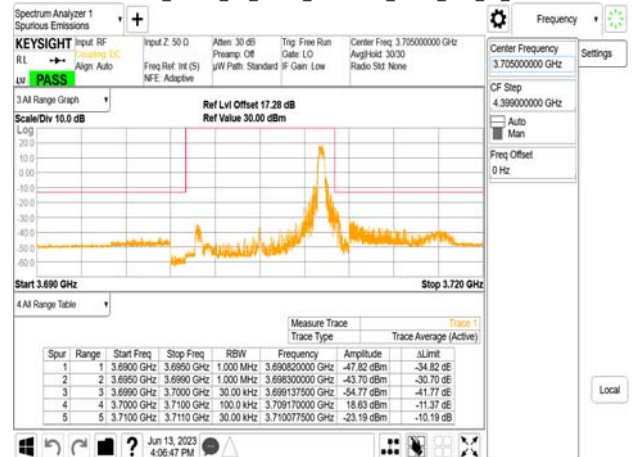 Spectrum Analyzer 1
Spurious Emissions
Frequency
KEYSIGHT Input: RF Input Z: 50 Ω Atten: 30 dB Trig: Free Run Center Freq: 3.705000000 GHz
RL Coupling: DC Preamp: Off Gate: LO Avg|Hold: 30/30
Align: Auto Freq Ref: Int (S) µW Path: Standard IF Gain: Low Radio Std: None
NFE: Adaptive
LU PASS
Center Frequency
3.705000000 GHz
Settings
CF Step
4.399000000 GHz
Auto
Man
Freq Offset
0 Hz
3 All Range Graph
Ref Lvl Offset 17.28 dB
Scale/Div 10.0 dB Ref Value 30.00 dBm
Log
20.0
10.0
0.00
-10.0
-20.0
-30.0
-40.0
-50.0
-60.0
Start 3.690 GHz Stop 3.720 GHz
4 All Range Table
Measure Trace Trace 1
Trace Type Trace Average (Active)
Spur Range Start Freq Stop Freq RBW Frequency Amplitude ΔLimit
1 1 3.6900 GHz 3.6950 GHz 1.000 MHz 3.690820000 GHz -47.82 dBm -34.82 dB
2 2 3.6950 GHz 3.6990 GHz 1.000 MHz 3.698300000 GHz -43.70 dBm -30.70 dB
3 3 3.6990 GHz 3.7000 GHz 30.00 kHz 3.699137500 GHz -54.77 dBm -41.77 dB
4 4 3.7000 GHz 3.7100 GHz 100.0 kHz 3.709170000 GHz 18.63 dBm -11.37 dB
5 5 3.7100 GHz 3.7100 GHz 30.00 kHz 3.710077500 GHz -23.19 dBm -10.19 dB
Local
Jun 13, 2023
4:06:47 PM